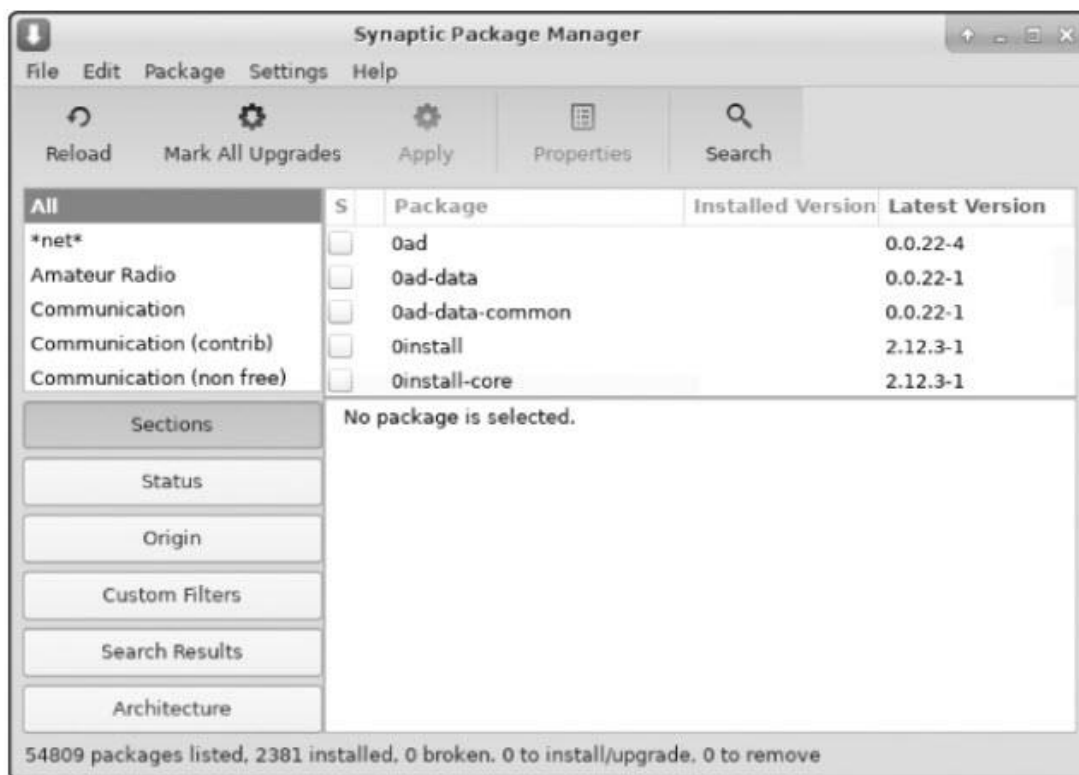 Synaptic Package Manager
File Edit Package Settings Help
Reload Mark All Upgrades Apply Properties Search
All
*net*
Amateur Radio
Communication
Communication (contrib)
Communication (non free)
S Package Installed Version Latest Version
0ad 0.0.22-4
0ad-data 0.0.22-1
0ad-data-common 0.0.22-1
0install 2.12.3-1
0install-core 2.12.3-1
Sections
Status
Origin
Custom Filters
Search Results
Architecture
No package is selected.
54809 packages listed, 2381 installed, 0 broken. 0 to install/upgrade, 0 to remove